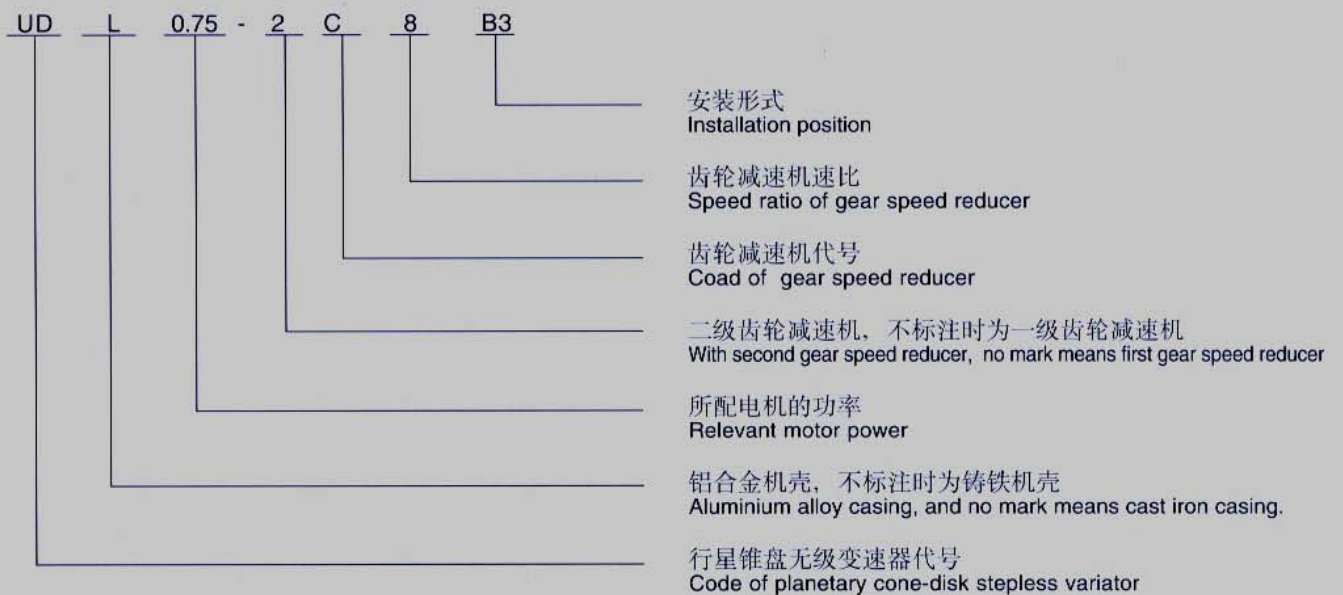 UD L 0.75 - 2 C 8 B3
安装形式
Installation position
齿轮减速机速比
Speed ratio of gear speed reducer
齿轮减速机代号
Coad of gear speed reducer
二级齿轮减速机，不标注时为一级齿轮减速机
With second gear speed reducer, no mark means first gear speed reducer
所配电机的功率
Relevant motor power
铝合金机壳，不标注时为铸铁机壳
Aluminium alloy casing, and no mark means cast iron casing.
行星锥盘无级变速器代号
Code of planetary cone-disk stepless variator